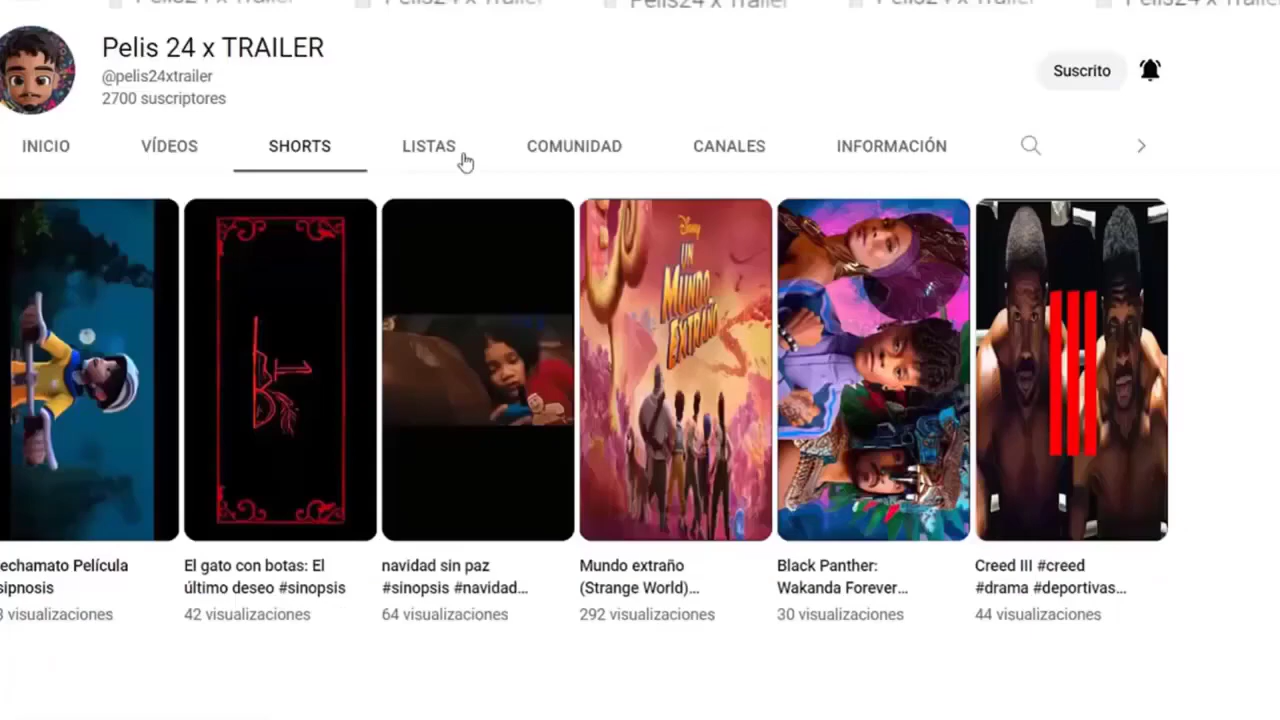 Pelis24 x Trailer
Pelis 24 x TRAILER
@pelis24xtrailer
2700 suscriptores
Suscrito
INICIO
VÍDEOS
SHORTS
LISTAS
COMUNIDAD
CANALES
INFORMACIÓN
Disney
UN
MUNDO
EXTRAÑO
echamato Película
sipnosis
visualizaciones
El gato con botas: El
último deseo #sinopsis
42 visualizaciones
navidad sin paz
#sinopsis #navidad...
64 visualizaciones
Mundo extraño
(Strange World)...
292 visualizaciones
Black Panther:
Wakanda Forever...
30 visualizaciones
Creed III #creed
#drama #deportivas...
44 visualizaciones